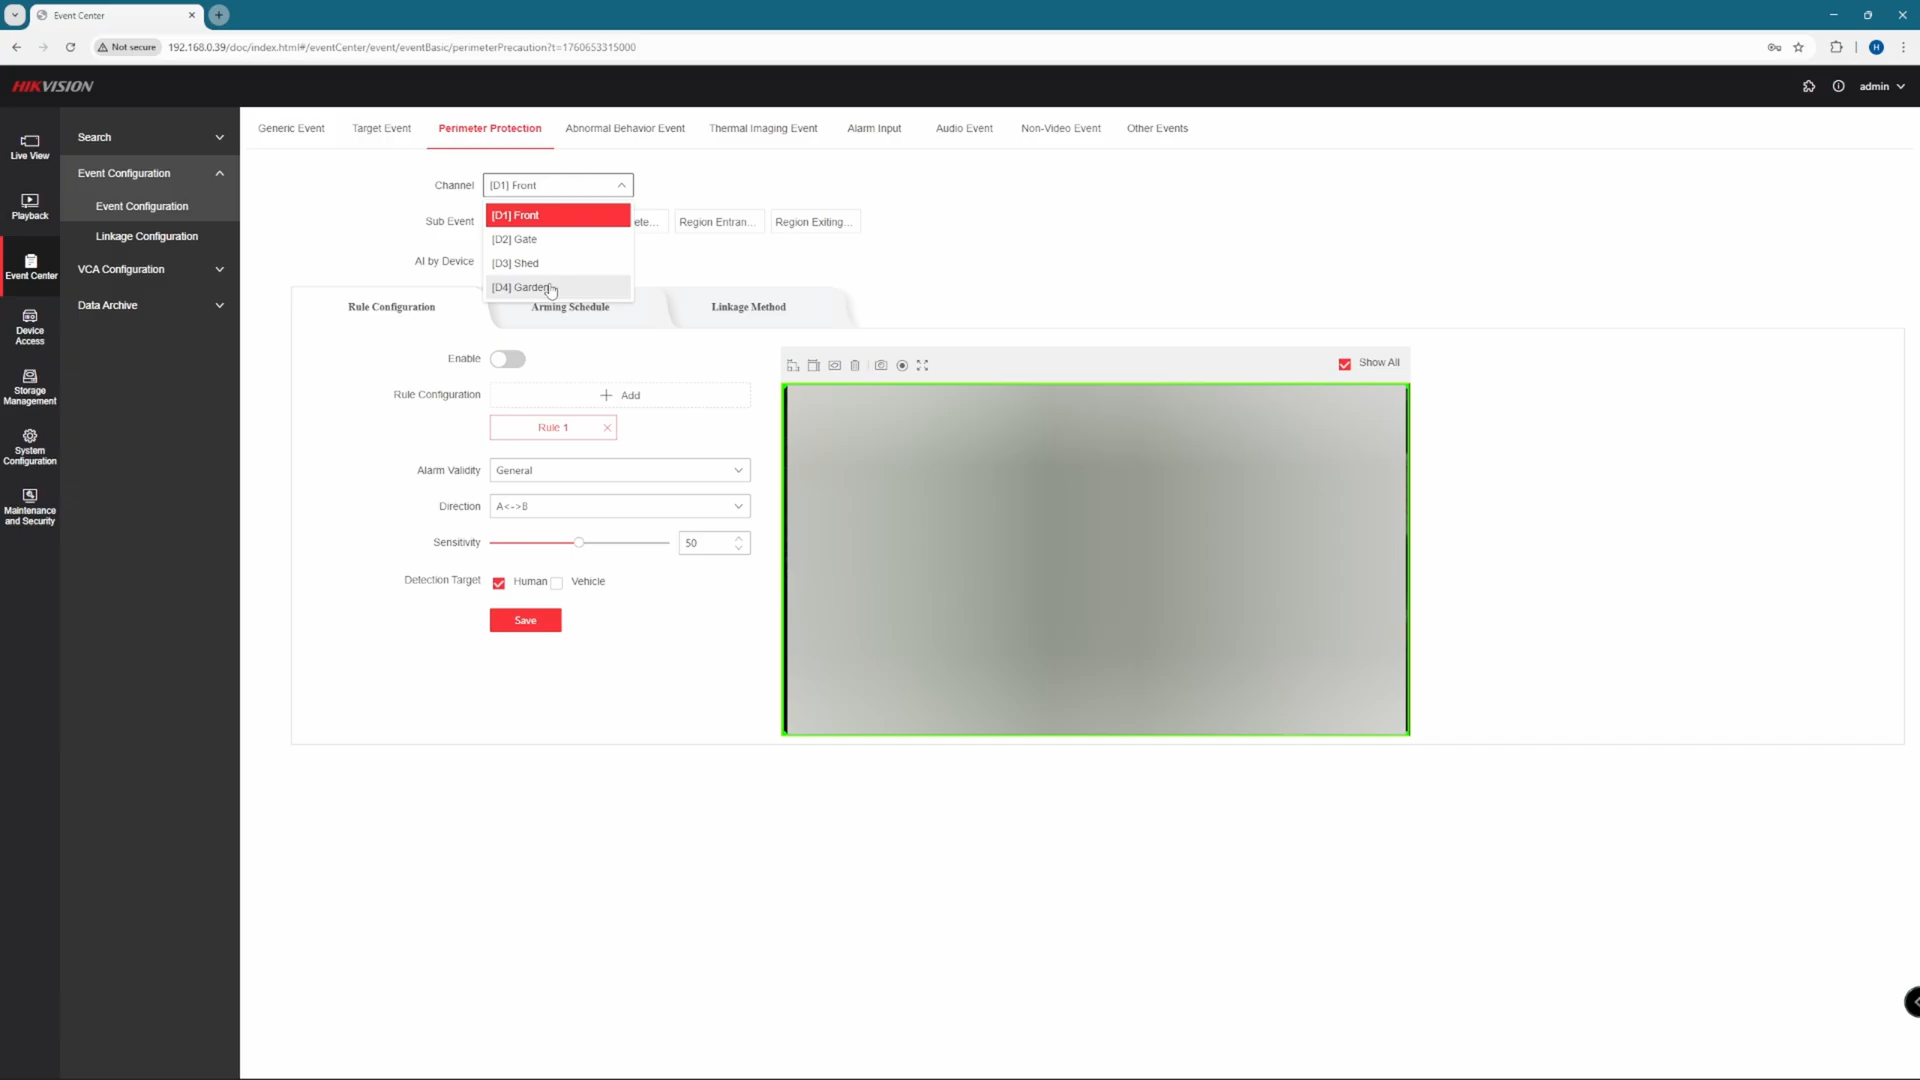 Event Center
Not secure
192.168.0.39/doc/index.html#/eventCenter/event/eventBasic/perimeterPrecaution?t=1760653315000
H
HIKVISION
admin
Live View
Playback
Event Center
Device
Access
Storage
Management
System
Configuration
Maintenance
and Security
Search
Event Configuration
Event Configuration
Linkage Configuration
VCA Configuration
Data Archive
Generic Event
Target Event
Perimeter Protection
Abnormal Behavior Event
Thermal Imaging Event
Alarm Input
Audio Event
Non-Video Event
Other Events
Channel
[D1] Front
[D1] Front
[D2] Gate
[D3] Shed
[D4] Garden
Sub Event
ete...
Region Entran...
Region Exiting...
AI by Device
Rule Configuration
Arming Schedule
Linkage Method
Enable
Rule Configuration
+ Add
Rule 1
Alarm Validity
General
Direction
A<->B
Sensitivity
50
Detection Target
Human
Vehicle
Save
Show All